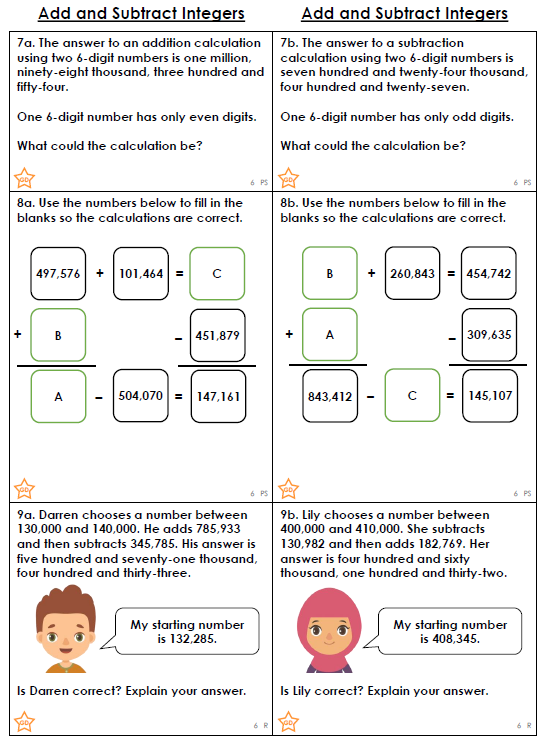 Add and Subtract Integers
7a. The answer to an addition calculation
using two 6-digit numbers is one million,
ninety-eight thousand, three hundred and
fifty-four.
One 6-digit number has only even digits.
What could the calculation be?
GD
6 PS
8a. Use the numbers below to fill in the
blanks so the calculations are correct.
497,576 + 101,464 = C
+ B − 451,879
A − 504,070 = 147,161
GD
6 PS
9a. Darren chooses a number between
130,000 and 140,000. He adds 785,933
and then subtracts 345,785. His answer is
five hundred and seventy-one thousand,
four hundred and thirty-three.
My starting number
is 132,285.
Is Darren correct? Explain your answer.
GD
6 R
Add and Subtract Integers
7b. The answer to a subtraction
calculation using two 6-digit numbers is
seven hundred and twenty-four thousand,
four hundred and twenty-seven.
One 6-digit number has only odd digits.
What could the calculation be?
GD
6 PS
8b. Use the numbers below to fill in the
blanks so the calculations are correct.
B + 260,843 = 454,742
+ A − 309,635
843,412 − C = 145,107
GD
6 PS
9b. Lily chooses a number between
400,000 and 410,000. She subtracts
130,982 and then adds 182,769. Her
answer is four hundred and sixty
thousand, one hundred and thirty-two.
My starting number
is 408,345.
Is Lily correct? Explain your answer.
GD
6 R